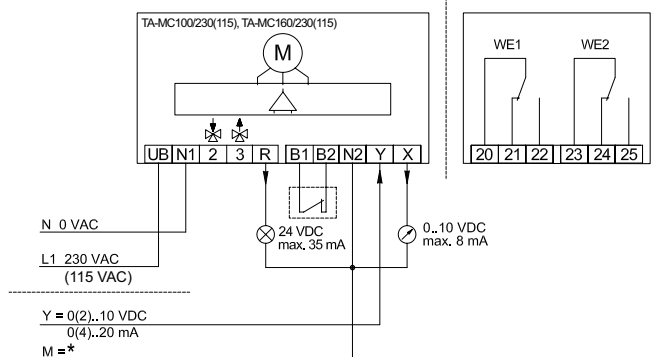 TA-MC100/230(115), TA-MC160/230(115)
M
WE1 WE2
UB N1 2 3 R B1 B2 N2 Y X
20 21 22 23 24 25
N 0 VAC
24 VDC
max. 35 mA
0..10 VDC
max. 8 mA
L1 230 VAC
(115 VAC)
Y = 0(2)..10 VDC
0(4)..20 mA
M = *